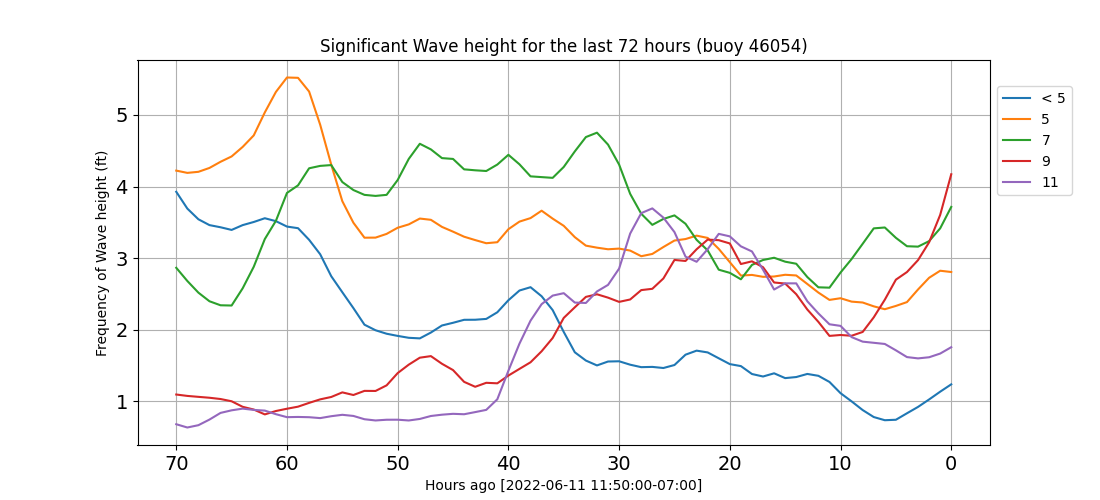 Significant Wave height for the last 72 hours (buoy 46054)
Frequency of Wave height (ft)
5
4
3
2
1
70 60 50 40 30 20 10 0
Hours ago [2022-06-11 11:50:00-07:00]
< 5
5
7
9
11